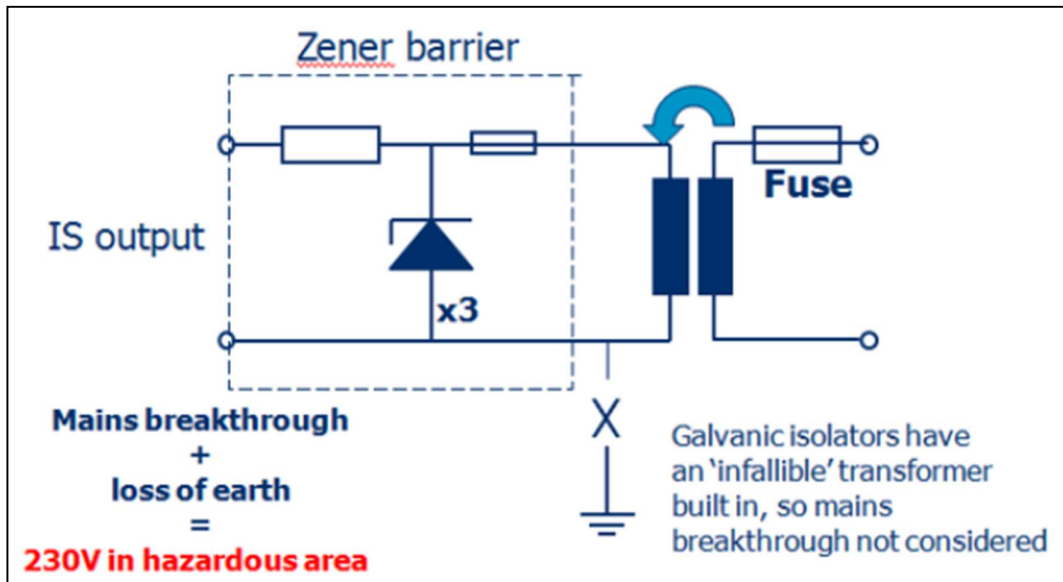 Zener barrier
Fuse
IS output
x3
X
Mains breakthrough
+
loss of earth
=
230V in hazardous area
Galvanic isolators have
an ‘infallible’ transformer
built in, so mains
breakthrough not considered